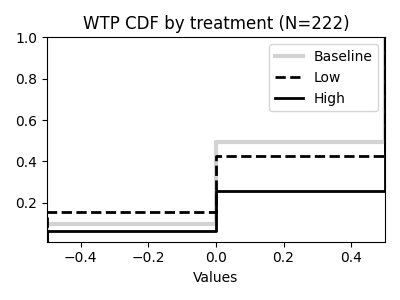 WTP CDF by treatment (N=222)
1.0
0.8
0.6
0.4
0.2
Baseline
Low
High
−0.4 −0.2 0.0 0.2 0.4
Values